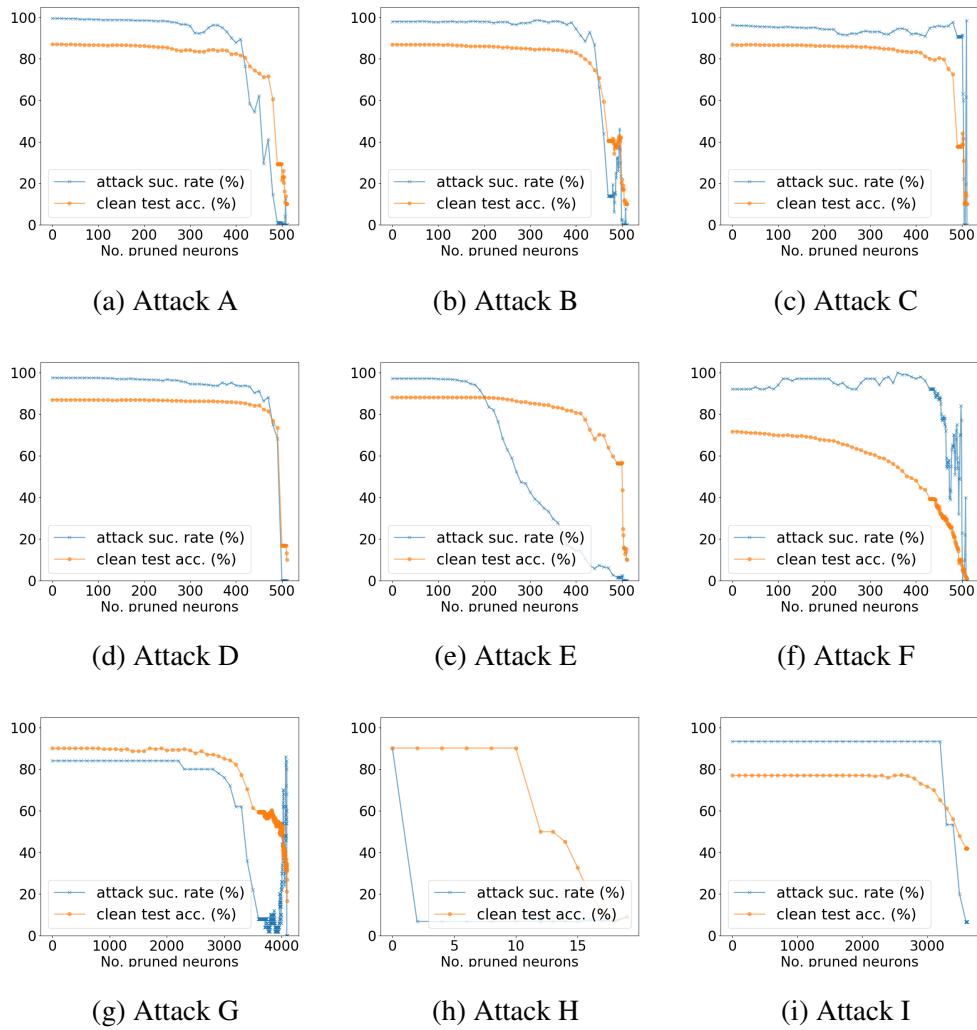 100
80
60
40
20
0
attack suc. rate (%)
clean test acc. (%)
0 100 200 300 400 500
No. pruned neurons
(a) Attack A
100
80
60
40
20
0
attack suc. rate (%)
clean test acc. (%)
0 100 200 300 400 500
No. pruned neurons
(b) Attack B
100
80
60
40
20
0
attack suc. rate (%)
clean test acc. (%)
0 100 200 300 400 500
No. pruned neurons
(c) Attack C
100
80
60
40
20
0
attack suc. rate (%)
clean test acc. (%)
0 100 200 300 400 500
No. pruned neurons
(d) Attack D
100
80
60
40
20
0
attack suc. rate (%)
clean test acc. (%)
0 100 200 300 400 500
No. pruned neurons
(e) Attack E
100
80
60
40
20
0
attack suc. rate (%)
clean test acc. (%)
0 100 200 300 400 500
No. pruned neurons
(f) Attack F
100
80
60
40
20
0
attack suc. rate (%)
clean test acc. (%)
0 1000 2000 3000 4000
No. pruned neurons
(g) Attack G
100
80
60
40
20
0
attack suc. rate (%)
clean test acc. (%)
0 5 10 15
No. pruned neurons
(h) Attack H
100
80
60
40
20
0
attack suc. rate (%)
clean test acc. (%)
0 1000 2000 3000
No. pruned neurons
(i) Attack I